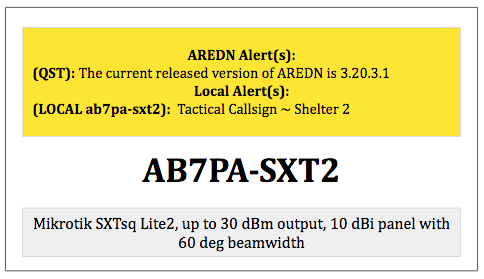 AREDN Alert(s):
(QST): The current released version of AREDN is 3.20.3.1
Local Alert(s):
(LOCAL ab7pa-sxt2): Tactical Callsign ~ Shelter 2
AB7PA-SXT2
Mikrotik SXTsq Lite2, up to 30 dBm output, 10 dBi panel with
60 deg beamwidth